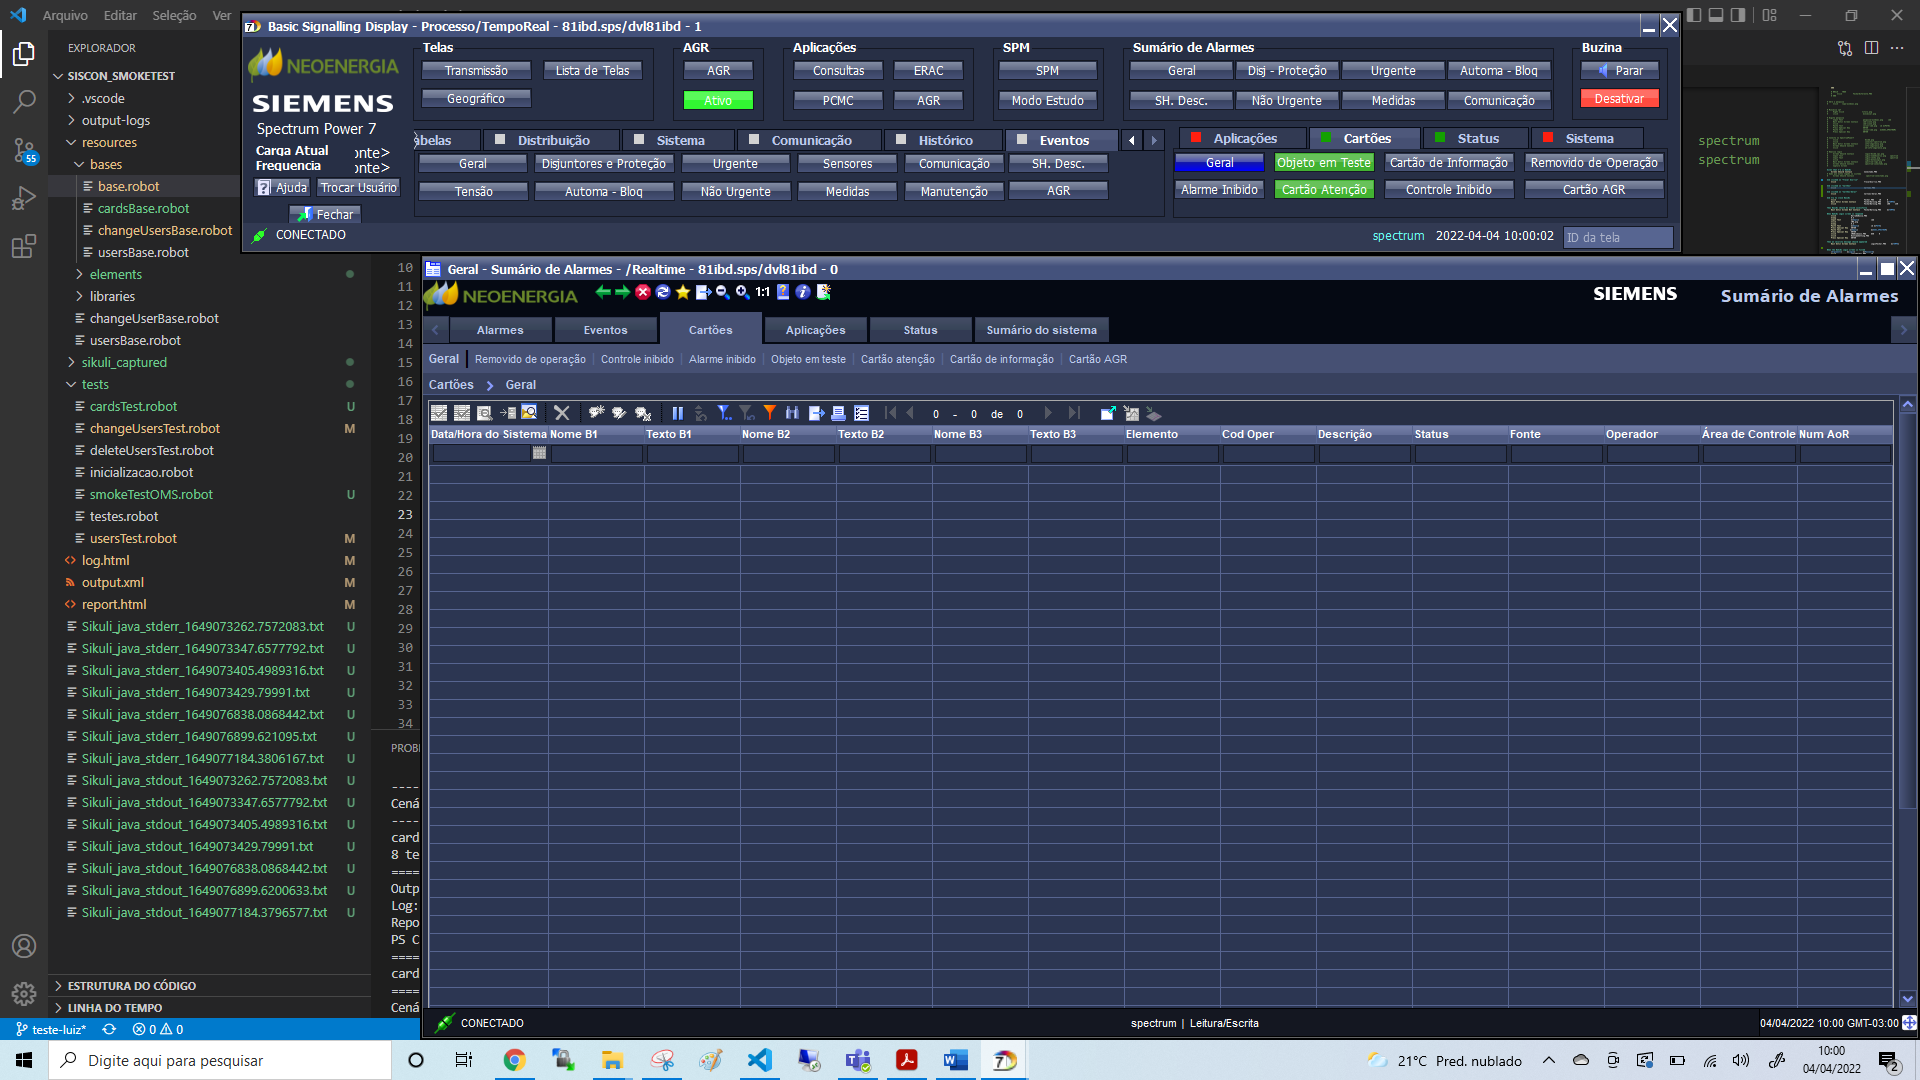 Arquivo Editar Seleção Ver
EXPLORADOR
SISCON_SMOKETEST
.vscode
output-logs
resources
bases
base.robot
cardsBase.robot
changeUsersBase.robot
usersBase.robot
elements
libraries
changeUserBase.robot
usersBase.robot
sikuli_captured
tests
cardsTest.robot U
changeUsersTest.robot M
deleteUsersTest.robot
inicializacao.robot
smokeTestOMS.robot U
testes.robot
usersTest.robot M
log.html M
output.xml M
report.html M
Sikuli_java_stderr_1649073262.7572083.txt U
Sikuli_java_stderr_1649073347.6577792.txt U
Sikuli_java_stderr_1649073405.4989316.txt U
Sikuli_java_stderr_1649073429.79991.txt U
Sikuli_java_stderr_1649076838.0868442.txt U
Sikuli_java_stderr_1649076899.621095.txt U
Sikuli_java_stderr_1649077184.3806167.txt U
Sikuli_java_stdout_1649073262.7572083.txt U
Sikuli_java_stdout_1649073347.6577792.txt U
Sikuli_java_stdout_1649073405.4989316.txt U
Sikuli_java_stdout_1649073429.79991.txt U
Sikuli_java_stdout_1649076838.0868442.txt U
Sikuli_java_stdout_1649076899.6200633.txt U
Sikuli_java_stdout_1649077184.3796577.txt U
ESTRUTURA DO CÓDIGO
LINHA DO TEMPO
55
teste-luiz* 0 0
Basic Signalling Display - Processo/TempoReal - 81ibd.sps/dvl81ibd - 1
NEOENERGIA
SIEMENS
Spectrum Power 7
Carga Atual onte>
Frequencia onte>
Ajuda Trocar Usuário
Fechar
CONECTADO
Telas
Transmissão Lista de Telas
Geográfico
AGR
AGR
Ativo
Aplicações
Consultas ERAC
PCMC AGR
SPM
SPM
Modo Estudo
Sumário de Alarmes
Geral Disj - Proteção Urgente Automa - Bloq
SH. Desc. Não Urgente Medidas Comunicação
Buzina
Parar
Desativar
abelas Distribuição Sistema Comunicação Histórico Eventos
Geral Disjuntores e Proteção Urgente Sensores Comunicação SH. Desc.
Tensão Automa - Bloq Não Urgente Medidas Manutenção AGR
Aplicações Cartões Status Sistema
Geral Objeto em Teste Cartão de Informação Removido de Operação
Alarme Inibido Cartão Atenção Controle Inibido Cartão AGR
spectrum 2022-04-04 10:00:02 ID da tela
spectrum
spectrum
10
11
12
13
14
15
16
17
18
19
20
21
22
23
24
25
26
27
28
29
30
31
32
33
34
PROBL
----
Cená
----
card
8 te
====
Outp
Log:
Repo
PS C
====
card
====
Cená
Geral - Sumário de Alarmes - /Realtime - 81ibd.sps/dvl81ibd - 0
NEOENERGIA 1:1 SIEMENS Sumário de Alarmes
Alarmes Eventos Cartões Aplicações Status Sumário do sistema
Geral Removido de operação Controle inibido Alarme inibido Objeto em teste Cartão atenção Cartão de informação Cartão AGR
Cartões Geral
0 - 0 de 0
Data/Hora do Sistema Nome B1 Texto B1 Nome B2 Texto B2 Nome B3 Texto B3 Elemento Cod Oper Descrição Status Fonte Operador Área de Controle Num AoR
CONECTADO spectrum | Leitura/Escrita 04/04/2022 10:00 GMT-03:00
Digite aqui para pesquisar
21°C Pred. nublado
10:00
04/04/2022
2